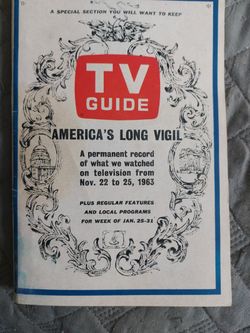 A SPECIAL SECTION YOU WILL WANT TO KEEP
TV
GUIDE
AMERICA'S LONG VIGIL
A permanent record
of what we watched
on television from
Nov. 22 to 25, 1963
PLUS REGULAR FEATURES
AND LOCAL PROGRAMS
FOR WEEK OF JAN. 25-31